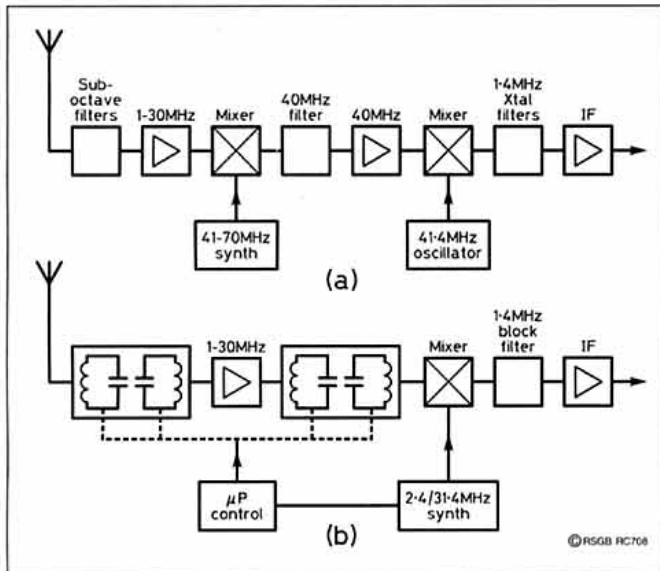 Sub-
octave
filters
1-30MHz
Mixer
40MHz
filter
40MHz
Mixer
1·4MHz
Xtal
filters
IF
41-70MHz
synth
41·4MHz
oscillator
(a)
1-30MHz
Mixer
1·4MHz
block
filter
IF
µP
control
2·4/31·4MHz
synth
(b)
©RSGB RC708